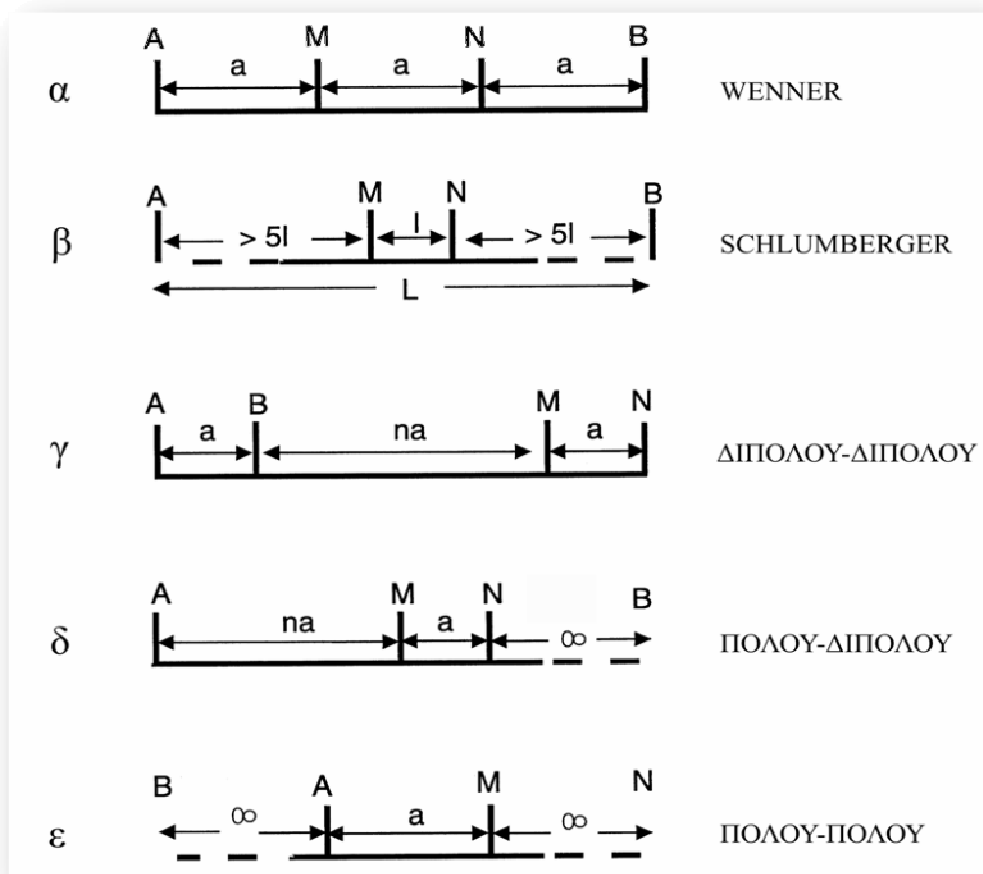 A M N B
α a a a WENNER
A M N B
β > 5l l > 5l SCHLUMBERGER
L
A B M N
γ a na a ΔΙΠΟΛΟΥ-ΔΙΠΟΛΟΥ
A M N B
δ na a ∞ ΠΟΛΟΥ-ΔΙΠΟΛΟΥ
B A M N
ε ∞ a ∞ ΠΟΛΟΥ-ΠΟΛΟΥ